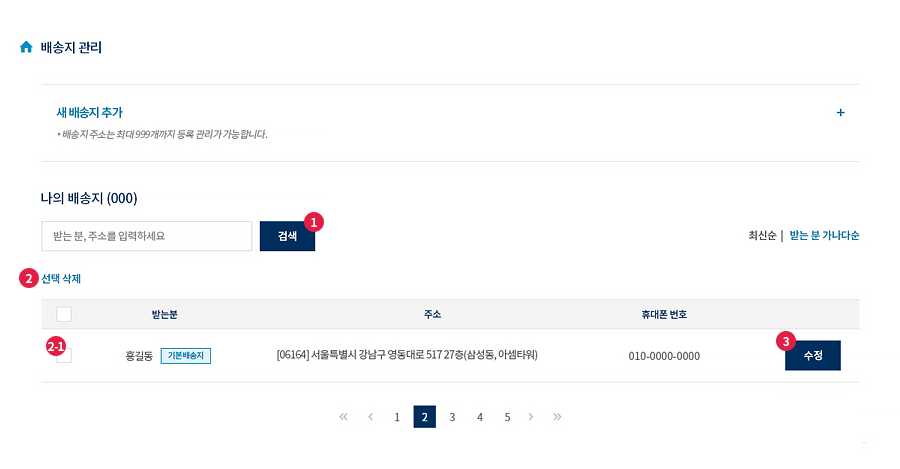 배송지 관리
새 배송지 추가 +
* 배송지 주소는 최대 999개까지 등록 관리가 가능합니다.
나의 배송지 (000)
받는 분, 주소를 입력하세요 검색 1 최신순 | 받는 분 가나다순
2 선택 삭제
받는분 주소 휴대폰 번호
2-1 홍길동 기본배송지 [06164] 서울특별시 강남구 영동대로 517 27층(삼성동, 아셈타워) 010-0000-0000 3 수정
« ‹ 1 2 3 4 5 › »